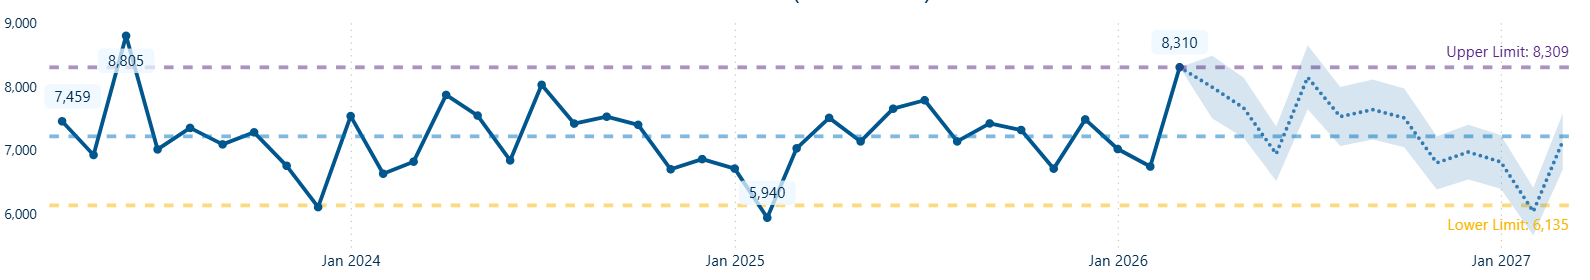 9,000
8,000
7,000
6,000
7,459
8,805
5,940
8,310
Upper Limit: 8,309
Lower Limit: 6,135
Jan 2024
Jan 2025
Jan 2026
Jan 2027